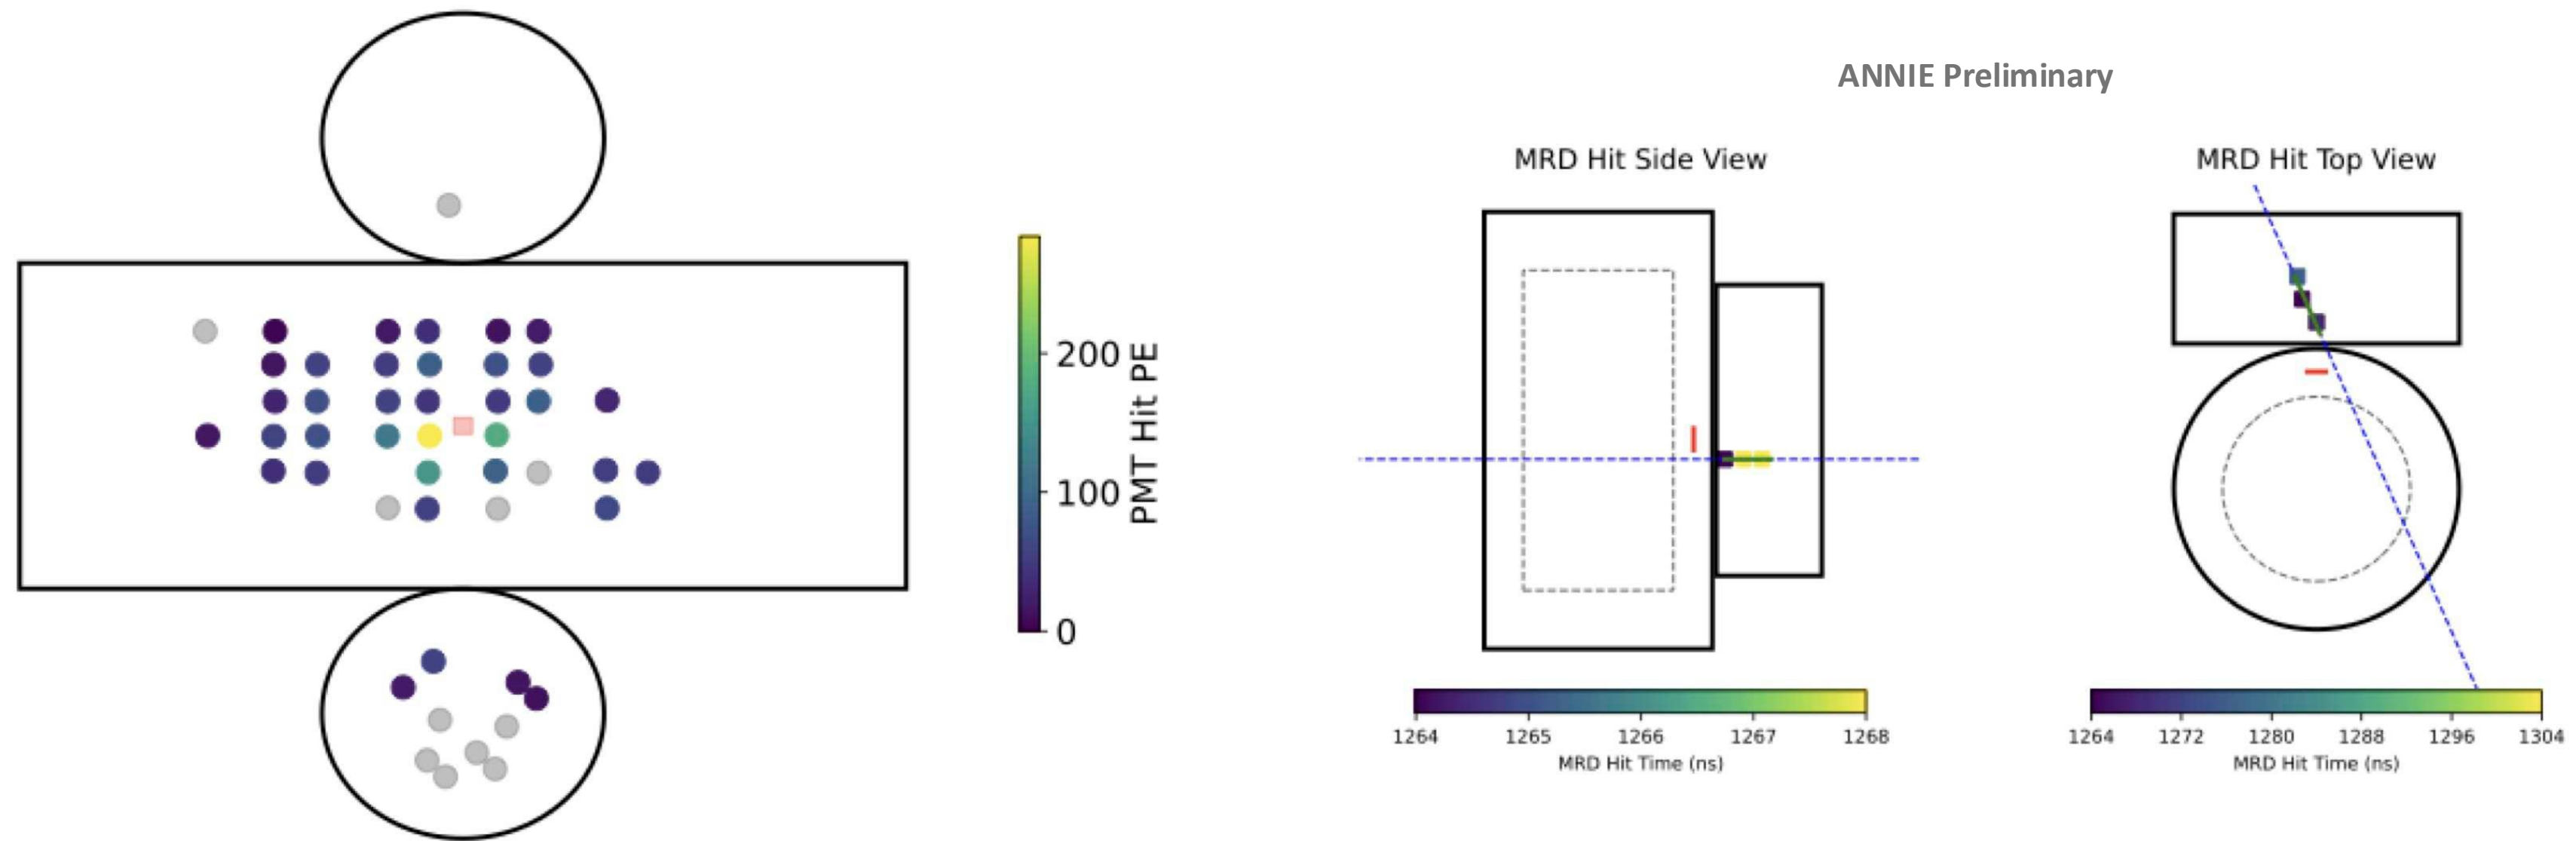 ANNIE Preliminary
200
100
0
PMT Hit PE
MRD Hit Side View
1264 1265 1266 1267 1268
MRD Hit Time (ns)
MRD Hit Top View
1264 1272 1280 1288 1296 1304
MRD Hit Time (ns)